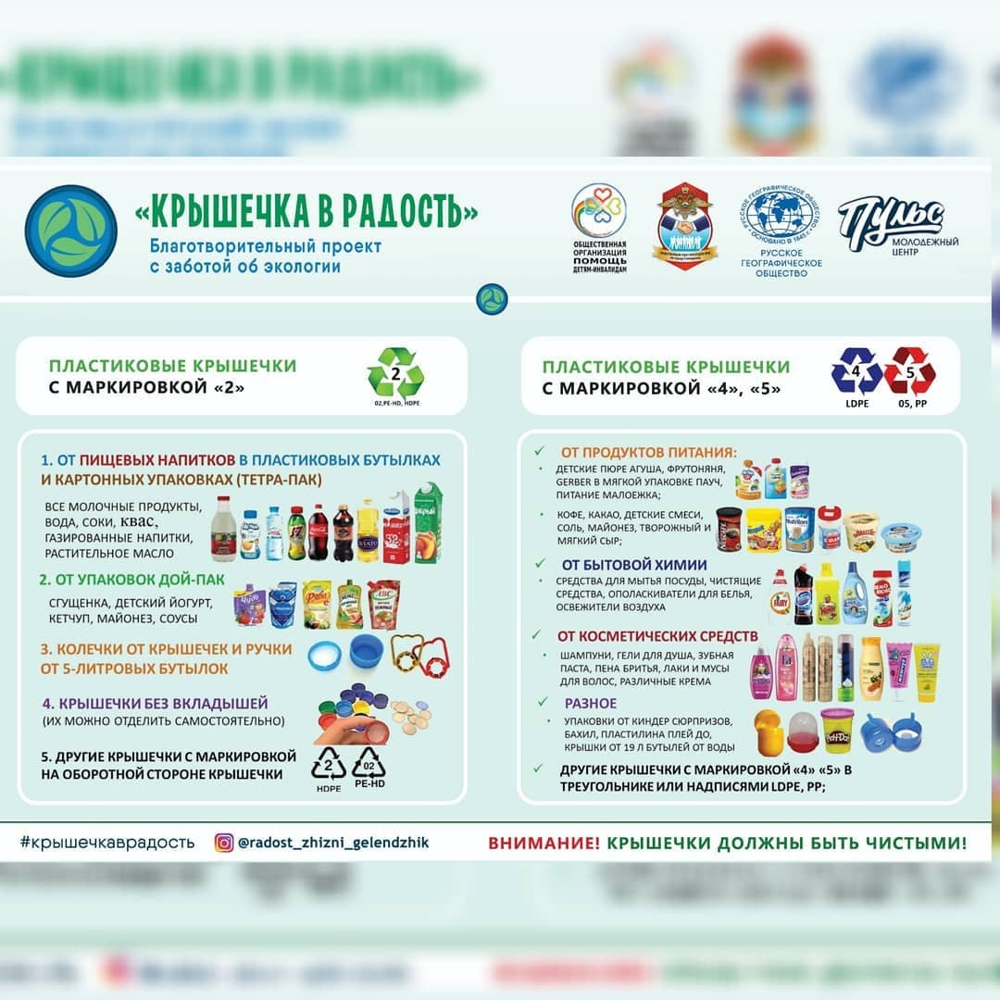 «КРЫШЕЧКА В РАДОСТЬ»
Благотворительный проект
с заботой об экологии
ОБЩЕСТВЕННАЯ
ОРГАНИЗАЦИЯ
ПОМОЩЬ
ДЕТЯМ-ИНВАЛИДАМ
РУССКОЕ ГЕОГРАФИЧЕСКОЕ ОБЩЕСТВО
• ОСНОВАНО В 1845 Г. •
РУССКОЕ
ГЕОГРАФИЧЕСКОЕ
ОБЩЕСТВО
Пульс
МОЛОДЕЖНЫЙ
ЦЕНТР
ПЛАСТИКОВЫЕ КРЫШЕЧКИ
С МАРКИРОВКОЙ «2»
2
02,PE-HD, HDPE
1. ОТ ПИЩЕВЫХ НАПИТКОВ В ПЛАСТИКОВЫХ БУТЫЛКАХ
И КАРТОННЫХ УПАКОВКАХ (ТЕТРА-ПАК)
ВСЕ МОЛОЧНЫЕ ПРОДУКТЫ,
ВОДА, СОКИ, КВАС,
ГАЗИРОВАННЫЕ НАПИТКИ,
РАСТИТЕЛЬНОЕ МАСЛО
2. ОТ УПАКОВОК ДОЙ-ПАК
СГУЩЕНКА, ДЕТСКИЙ ЙОГУРТ,
КЕТЧУП, МАЙОНЕЗ, СОУСЫ
3. КОЛЕЧКИ ОТ КРЫШЕЧЕК И РУЧКИ
ОТ 5-ЛИТРОВЫХ БУТЫЛОК
4. КРЫШЕЧКИ БЕЗ ВКЛАДЫШЕЙ
(ИХ МОЖНО ОТДЕЛИТЬ САМОСТОЯТЕЛЬНО)
5. ДРУГИЕ КРЫШЕЧКИ С МАРКИРОВКОЙ
НА ОБОРОТНОЙ СТОРОНЕ КРЫШЕЧКИ
2
HDPE
02
PE-HD
ПЛАСТИКОВЫЕ КРЫШЕЧКИ
С МАРКИРОВКОЙ «4», «5»
4
LDPE
5
05, PP
ОТ ПРОДУКТОВ ПИТАНИЯ:
ДЕТСКИЕ ПЮРЕ АГУША, ФРУТОНЯНЯ,
GERBER В МЯГКОЙ УПАКОВКЕ ПАУЧ,
ПИТАНИЕ МАЛОЕЖКА;
КОФЕ, КАКАО, ДЕТСКИЕ СМЕСИ,
СОЛЬ, МАЙОНЕЗ, ТВОРОЖНЫЙ И
МЯГКИЙ СЫР;
ОТ БЫТОВОЙ ХИМИИ
СРЕДСТВА ДЛЯ МЫТЬЯ ПОСУДЫ, ЧИСТЯЩИЕ
СРЕДСТВА, ОПОЛАСКИВАТЕЛИ ДЛЯ БЕЛЬЯ,
ОСВЕЖИТЕЛИ ВОЗДУХА
ОТ КОСМЕТИЧЕСКИХ СРЕДСТВ
ШАМПУНИ, ГЕЛИ ДЛЯ ДУША, ЗУБНАЯ
ПАСТА, ПЕНА БРИТЬЯ, ЛАКИ И МУСЫ
ДЛЯ ВОЛОС, РАЗЛИЧНЫЕ КРЕМА
РАЗНОЕ
УПАКОВКИ ОТ КИНДЕР СЮРПРИЗОВ,
БАХИЛ, ПЛАСТИЛИНА ПЛЕЙ ДО,
КРЫШКИ ОТ 19 Л БУТЫЛЕЙ ОТ ВОДЫ
Play-Doh
ДРУГИЕ КРЫШЕЧКИ С МАРКИРОВКОЙ «4» «5» В
ТРЕУГОЛЬНИКЕ ИЛИ НАДПИСЯМИ LDPE, PP;
#крышечкаврадость
@radost_zhizni_gelendzhik
ВНИМАНИЕ! КРЫШЕЧКИ ДОЛЖНЫ БЫТЬ ЧИСТЫМИ!